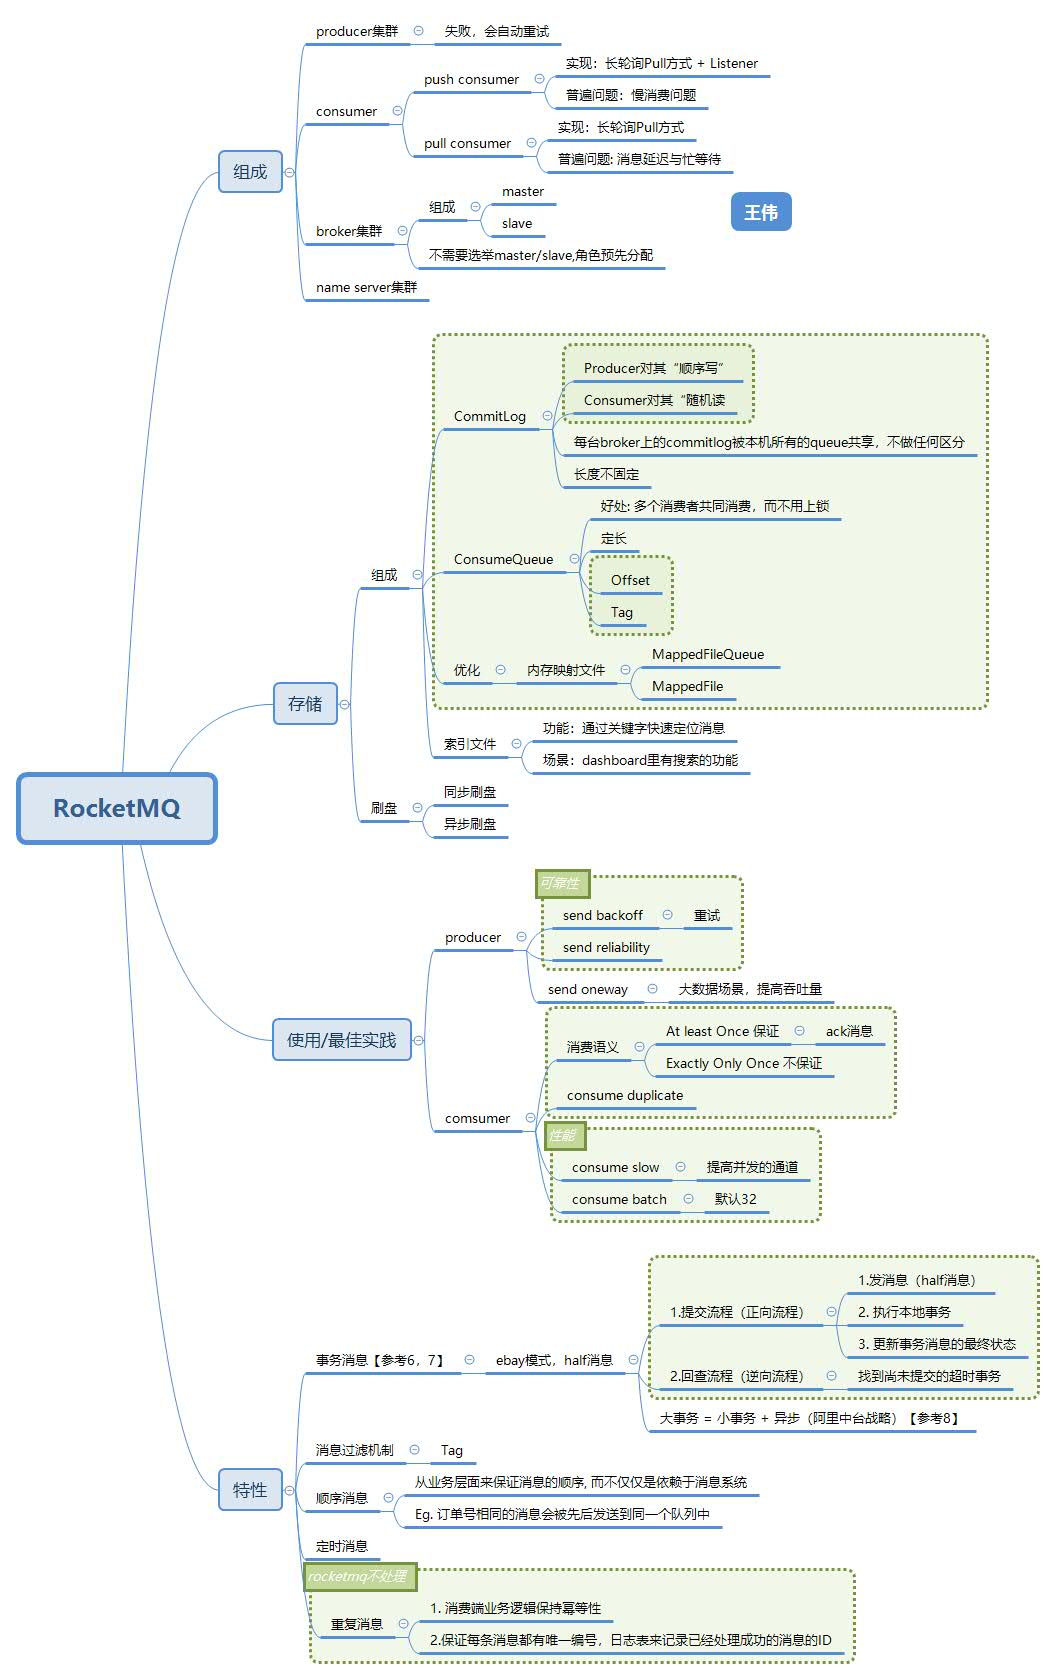 producer集群
失败，会自动重试
consumer
push consumer
实现：长轮询Pull方式 + Listener
普遍问题：慢消费问题
pull consumer
实现：长轮询Pull方式
普遍问题: 消息延迟与忙等待
组成
broker集群
组成
master
slave
不需要选举master/slave,角色预先分配
name server集群
王伟
CommitLog
Producer对其“顺序写”
Consumer对其“随机读
每台broker上的commitlog被本机所有的queue共享，不做任何区分
长度不固定
ConsumeQueue
好处: 多个消费者共同消费，而不用上锁
定长
Offset
Tag
组成
优化
内存映射文件
MappedFileQueue
MappedFile
存储
索引文件
功能：通过关键字快速定位消息
场景：dashboard里有搜索的功能
刷盘
同步刷盘
异步刷盘
RocketMQ
可靠性
producer
send backoff
重试
send reliability
send oneway
大数据场景，提高吞吐量
使用/最佳实践
消费语义
At least Once 保证
ack消息
Exactly Only Once 不保证
consume duplicate
comsumer
性能
consume slow
提高并发的通道
consume batch
默认32
事务消息【参考6，7】
ebay模式，half消息
1.提交流程（正向流程）
1.发消息（half消息）
2. 执行本地事务
3. 更新事务消息的最终状态
2.回查流程（逆向流程）
找到尚未提交的超时事务
大事务 = 小事务 + 异步（阿里中台战略）【参考8】
特性
消息过滤机制
Tag
顺序消息
从业务层面来保证消息的顺序, 而不仅仅是依赖于消息系统
Eg. 订单号相同的消息会被先后发送到同一个队列中
定时消息
rocketmq不处理
重复消息
1. 消费端业务逻辑保持幂等性
2.保证每条消息都有唯一编号，日志表来记录已经处理成功的消息的ID